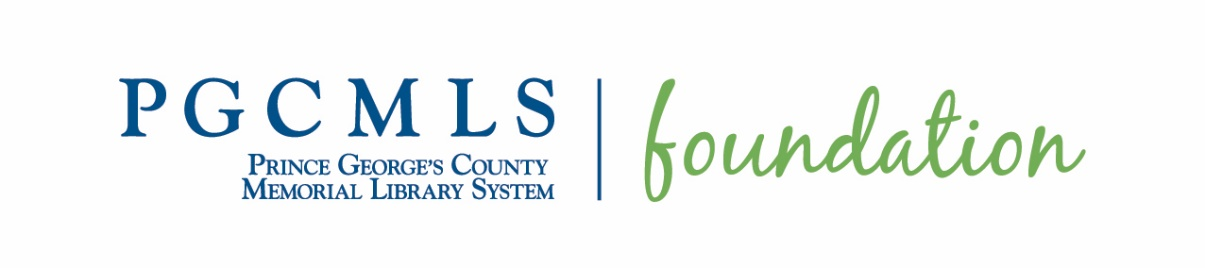 PGCMLS
PRINCE GEORGE'S COUNTY
MEMORIAL LIBRARY SYSTEM
foundation